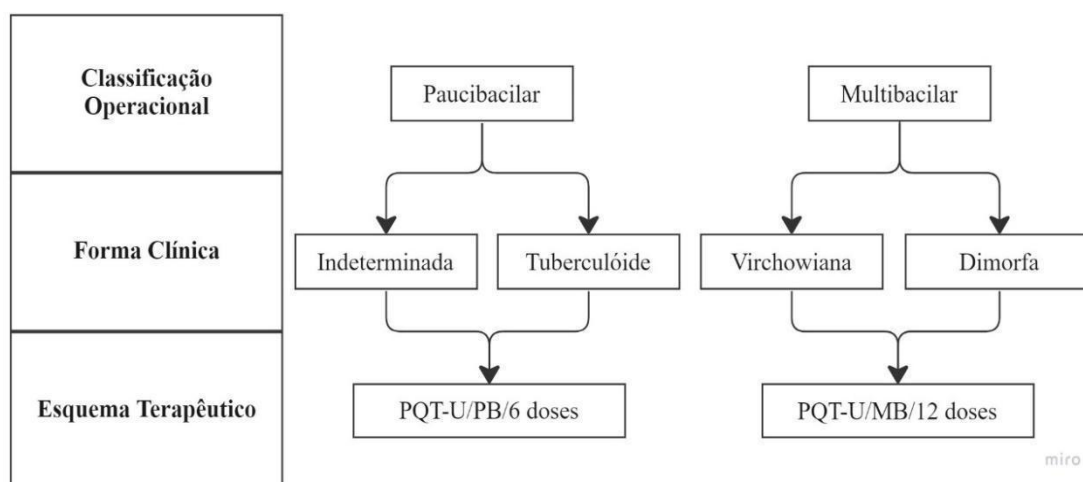 Classificação
Operacional
Paucibacilar
Multibacilar
Forma Clínica
Indeterminada
Tuberculóide
Virchowiana
Dimorfa
Esquema Terapêutico
PQT-U/PB/6 doses
PQT-U/MB/12 doses
miro